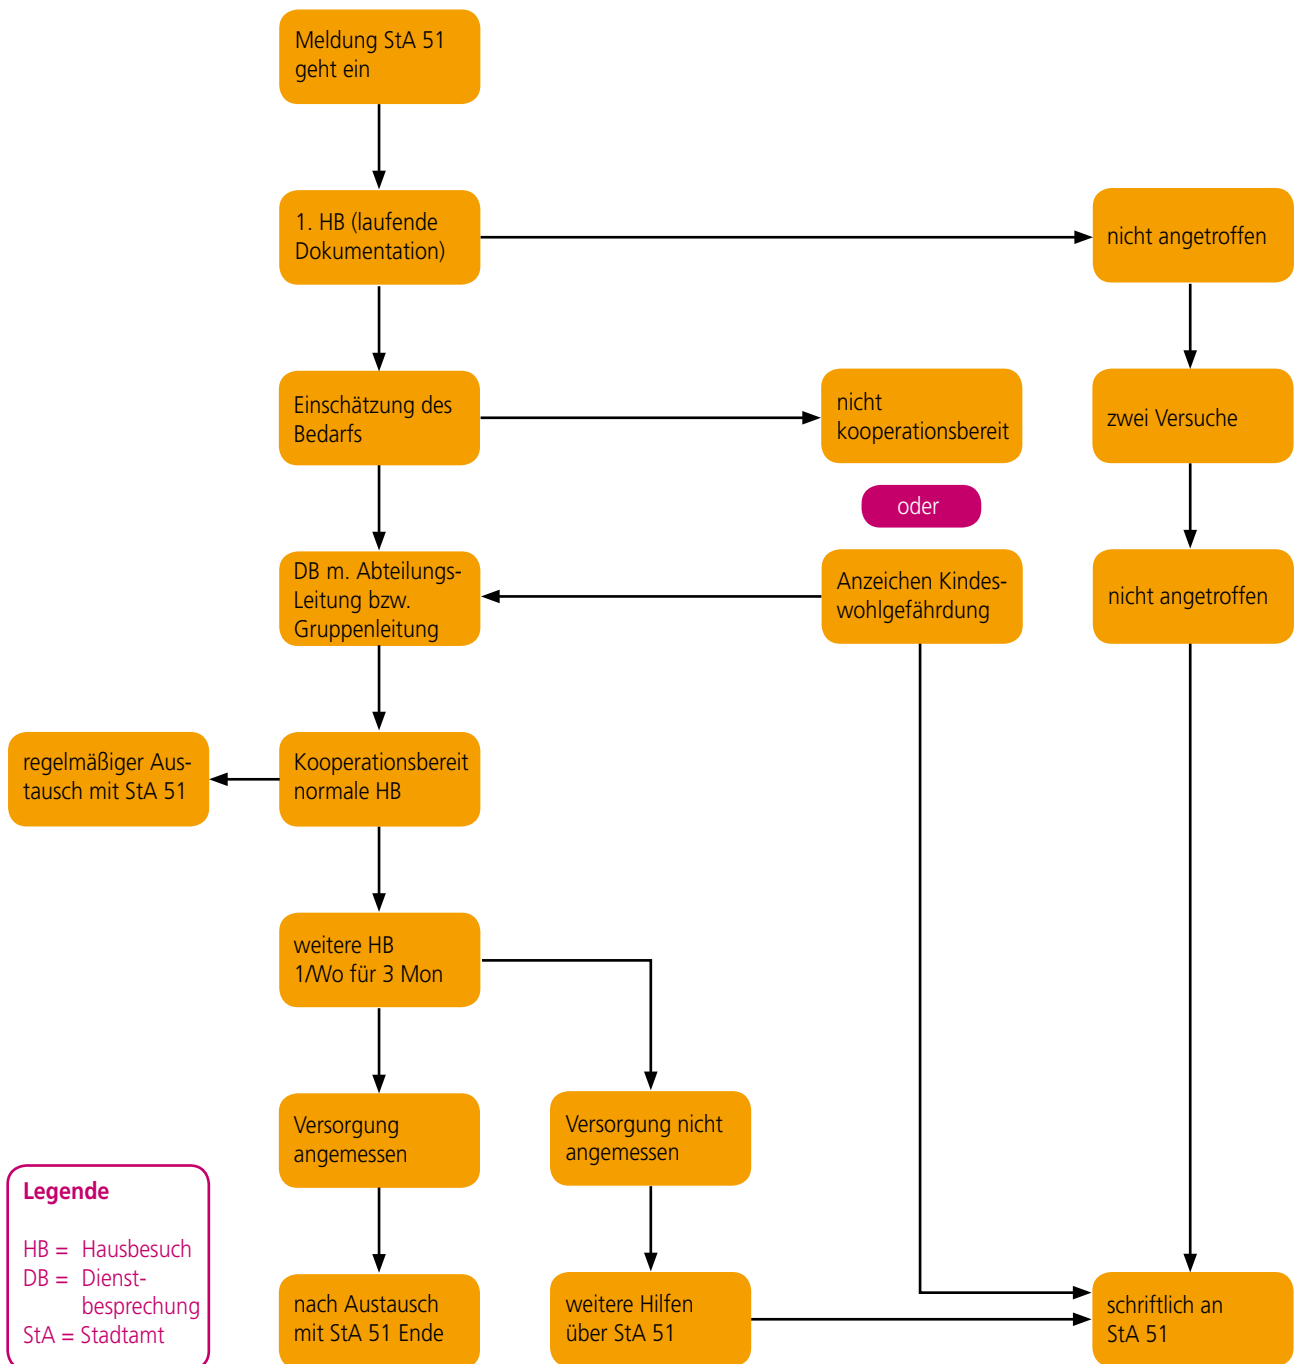 Meldung StA 51
geht ein
1. HB (laufende
Dokumentation)
nicht angetroffen
Einschätzung des
Bedarfs
nicht
kooperationsbereit
zwei Versuche
oder
DB m. Abteilungs-
Leitung bzw.
Gruppenleitung
Anzeichen Kindes-
wohlgefährdung
nicht angetroffen
regelmäßiger Aus-
tausch mit StA 51
Kooperationsbereit
normale HB
weitere HB
1/Wo für 3 Mon
Versorgung
angemessen
Versorgung nicht
angemessen
Legende
HB = Hausbesuch
DB = Dienst-
besprechung
StA = Stadtamt
nach Austausch
mit StA 51 Ende
weitere Hilfen
über StA 51
schriftlich an
StA 51